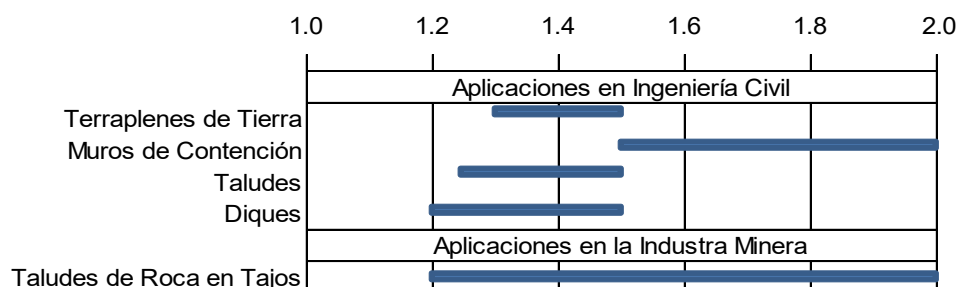 1.0 1.2 1.4 1.6 1.8 2.0
Aplicaciones en Ingeniería Civil
Terraplenes de Tierra
Muros de Contención
Taludes
Diques
Aplicaciones en la Industra Minera
Taludes de Roca en Tajos